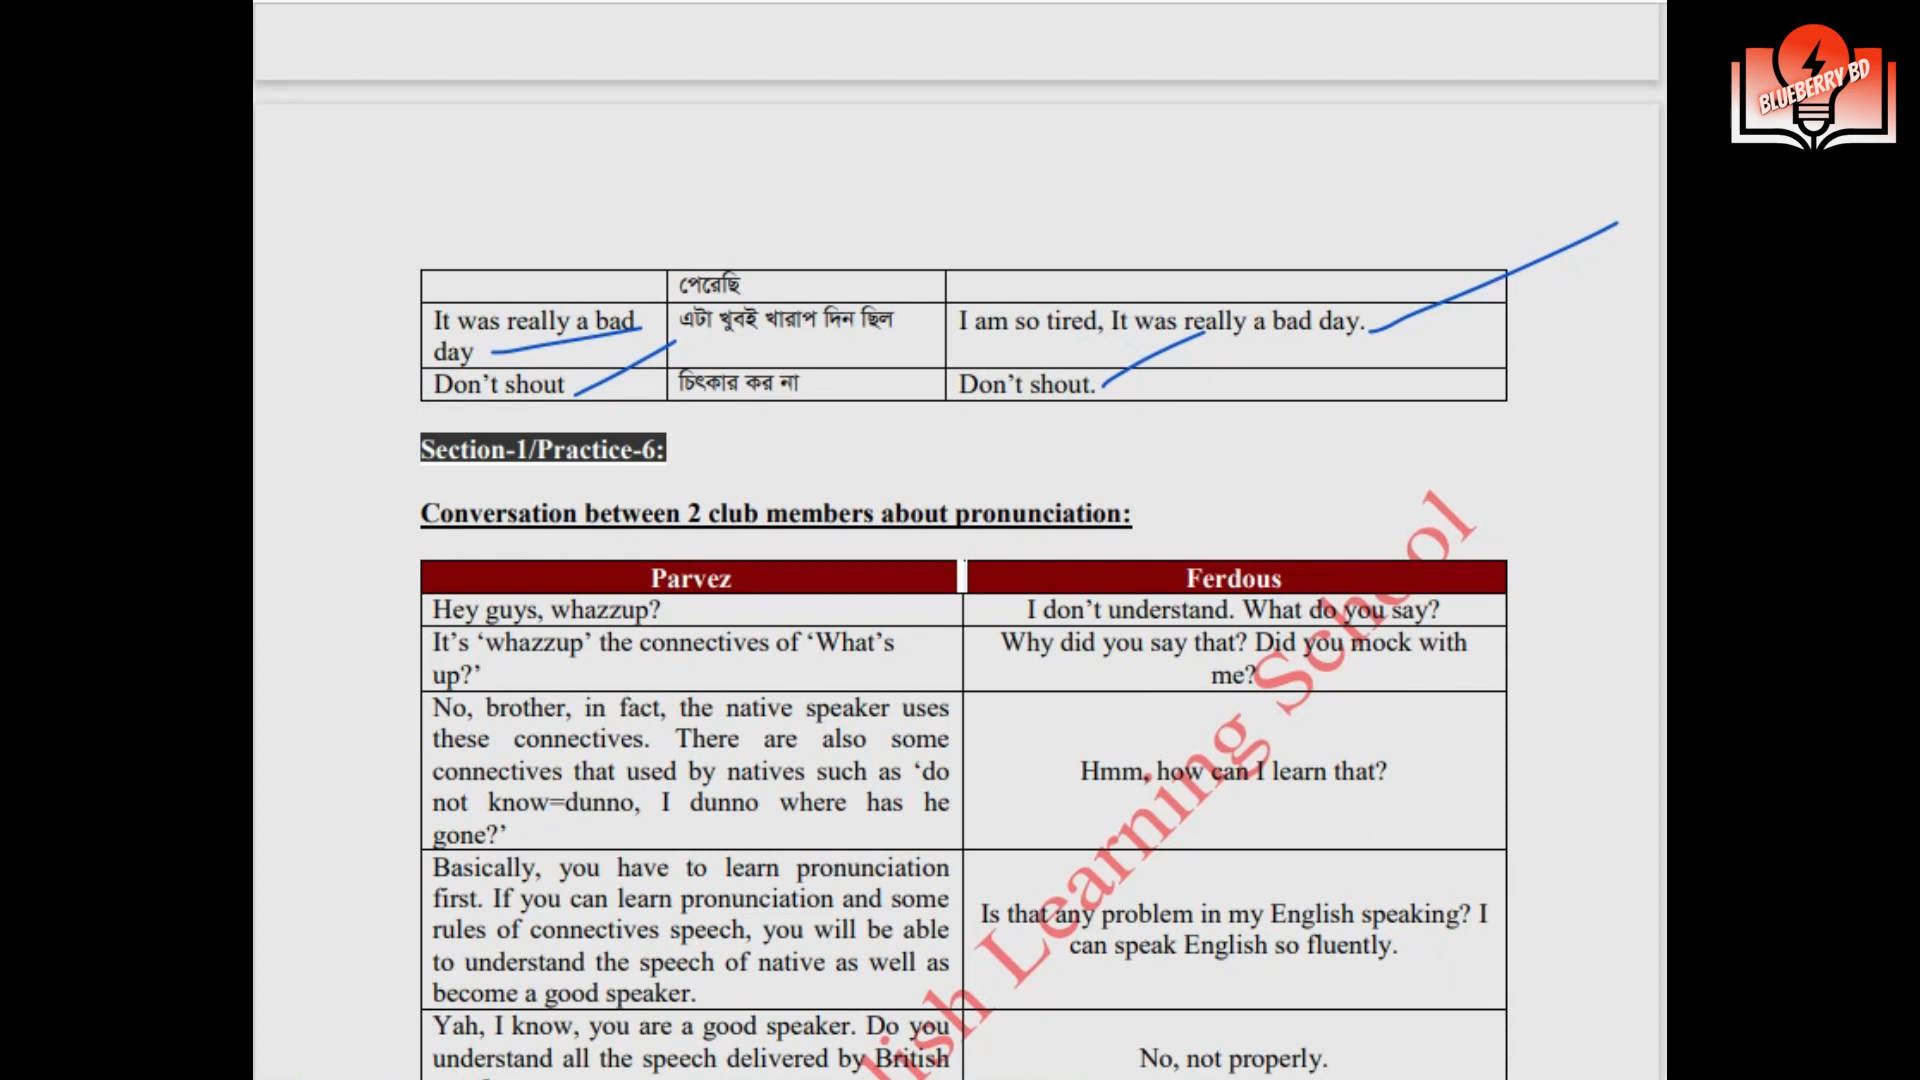 BLUEBERRY BD
পেরেছি
It was really a bad
day
এটা খুবই খারাপ দিন ছিল
I am so tired, It was really a bad day.
Don’t shout
চিৎকার কর না
Don’t shout.
Section-1/Practice-6:
Conversation between 2 club members about pronunciation:
Parvez
Ferdous
Hey guys, whazzup?
I don’t understand. What do you say?
It’s ‘whazzup’ the connectives of ‘What’s
up?’
Why did you say that? Did you mock with
me?
No, brother, in fact, the native speaker uses
these connectives. There are also some
connectives that used by natives such as ‘do
not know=dunno, I dunno where has he
gone?’
Hmm, how can I learn that?
Basically, you have to learn pronunciation
first. If you can learn pronunciation and some
rules of connectives speech, you will be able
to understand the speech of native as well as
become a good speaker.
Is that any problem in my English speaking? I
can speak English so fluently.
Yah, I know, you are a good speaker. Do you
understand all the speech delivered by British
No, not properly.
lish Learning School